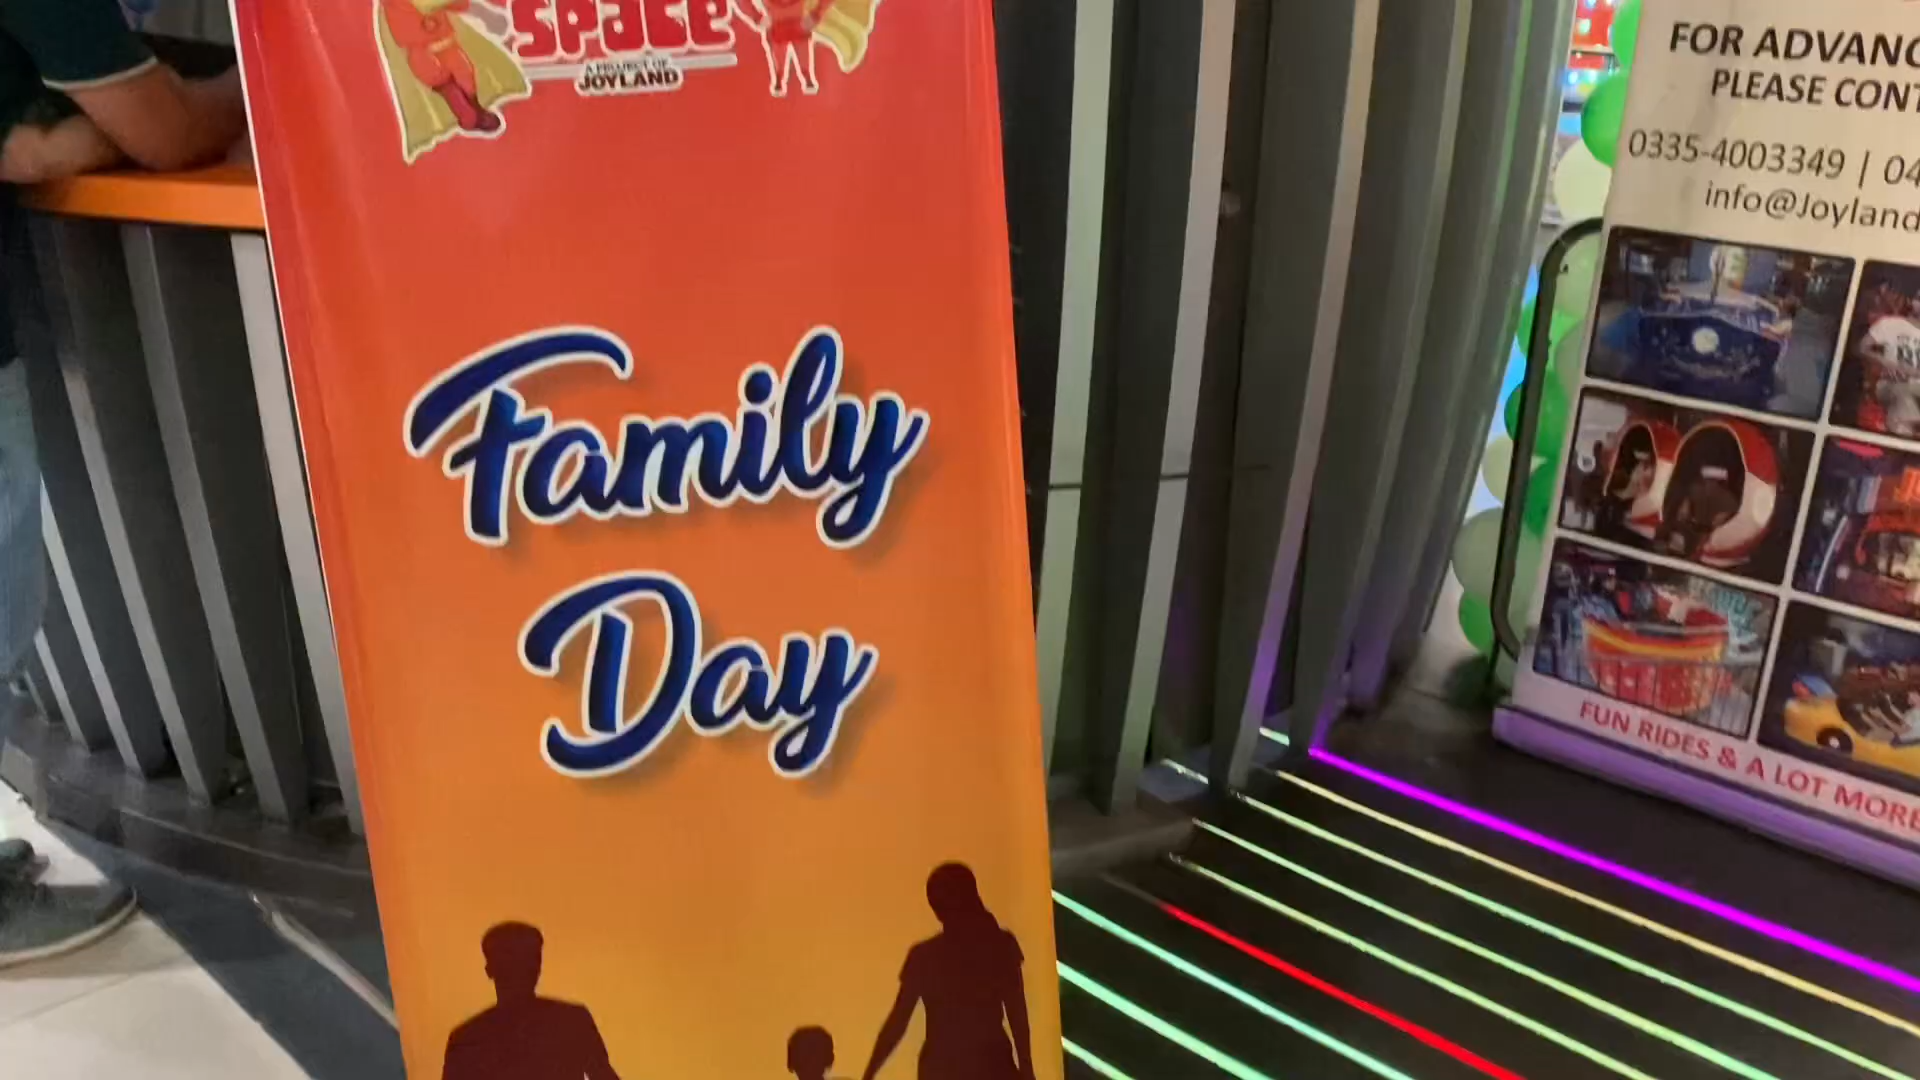 SPACE
A PROJECT OF
JOYLAND
Family
Day
FOR ADVANC
PLEASE CONT
0335-4003349 | 04
info@Joyland
FUN RIDES & A LOT MORE